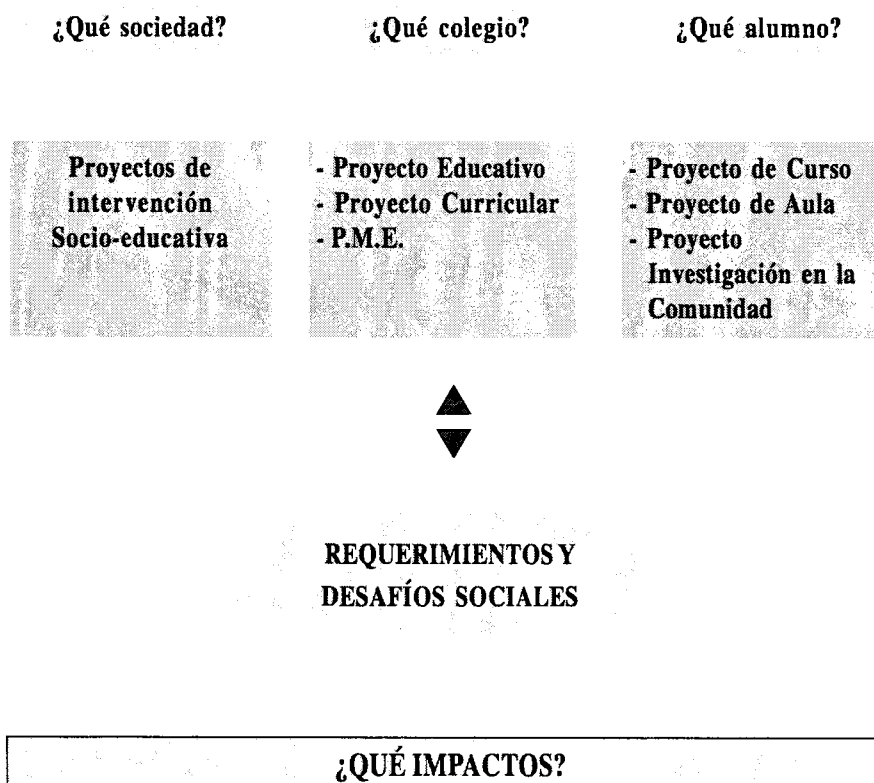 ¿Qué sociedad?
¿Qué colegio?
¿Qué alumno?
Proyectos de
intervención
Socio-educativa
- Proyecto Educativo
- Proyecto Curricular
- P.M.E.
- Proyecto de Curso
- Proyecto de Aula
- Proyecto
Investigación en la
Comunidad
REQUERIMIENTOS Y
DESAFÍOS SOCIALES
¿QUÉ IMPACTOS?